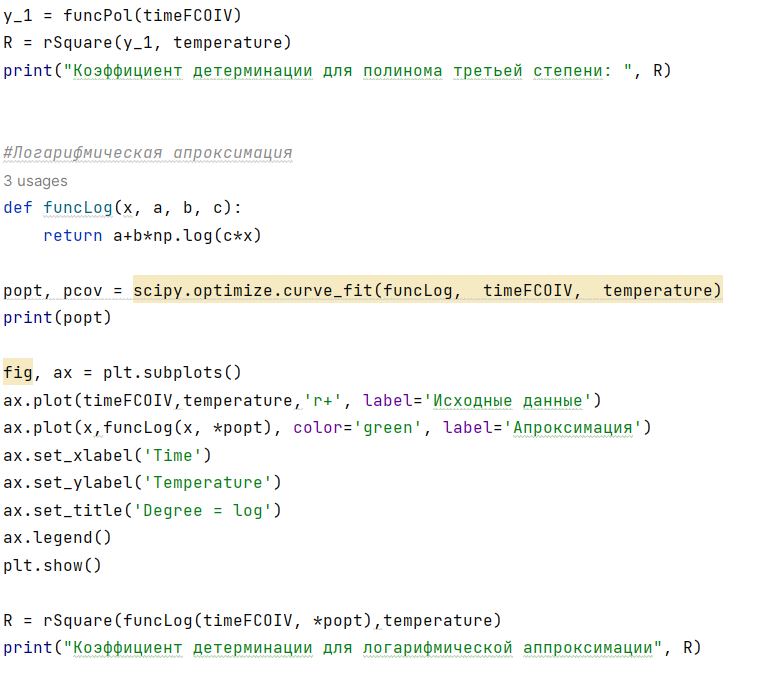 y_1 = funcPol(timeFCOIV)
R = rSquare(y_1, temperature)
print("Коэффициент детерминации для полинома третьей степени: ", R)
#Логарифмическая апроксимация
3 usages
def funcLog(x, a, b, c):
    return a+b*np.log(c*x)
popt, pcov = scipy.optimize.curve_fit(funcLog,  timeFCOIV,  temperature)
print(popt)
fig, ax = plt.subplots()
ax.plot(timeFCOIV,temperature,'r+', label='Исходные данные')
ax.plot(x,funcLog(x, *popt), color='green', label='Апроксимация')
ax.set_xlabel('Time')
ax.set_ylabel('Temperature')
ax.set_title('Degree = log')
ax.legend()
plt.show()
R = rSquare(funcLog(timeFCOIV, *popt),temperature)
print("Коэффициент детерминации для логарифмической аппроксимации", R)